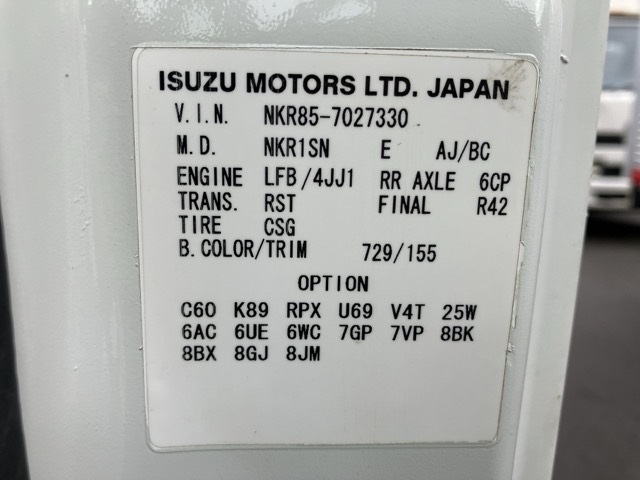 ISUZU MOTORS LTD. JAPAN
V.I.N. NKR85-7027330
M.D. NKR1SN E AJ/BC
ENGINE LFB/4JJ1 RR AXLE 6CP
TRANS. RST FINAL R42
TIRE CSG
B.COLOR/TRIM 729/155
OPTION
C60 K89 RPX U69 V4T 25W
6AC 6UE 6WC 7GP 7VP 8BK
8BX 8GJ 8JM